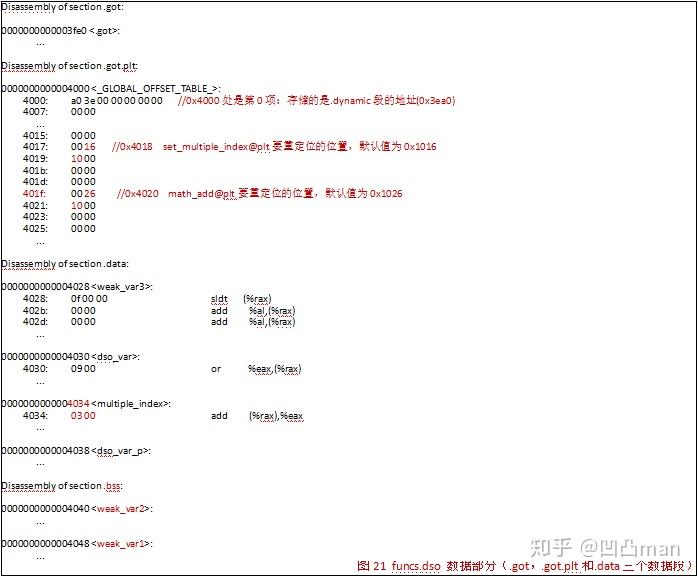 Disassembly of section .got:
0000000000003fe0 <.got>:
...
Disassembly of section .got.plt:
0000000000004000 <_GLOBAL_OFFSET_TABLE_>:
4000: a0 3e 00 00 00 00 00 //0x4000 处是第 0 项：存储的是.dynamic 段的地址(0x3ea0)
4007: 00 00
...
4015: 00 00
4017: 00 16 //0x4018 set_multiple_index@plt 要重定位的位置，默认值为 0x1016
4019: 10 00
401b: 00 00
401d: 00 00
401f: 00 26 //0x4020 math_add@plt 要重定位的位置，默认值为 0x1026
4021: 10 00
4023: 00 00
4025: 00 00
...
Disassembly of section .data:
0000000000004028 <weak_var3>:
4028: 0f 00 00 sldt (%rax)
402b: 00 00 add %al,(%rax)
402d: 00 00 add %al,(%rax)
...
0000000000004030 <dso_var>:
4030: 09 00 or %eax,(%rax)
...
0000000000004034 <multiple_index>:
4034: 03 00 add (%rax),%eax
...
0000000000004038 <dso_var_p>:
...
Disassembly of section .bss:
0000000000004040 <weak_var2>:
...
0000000000004048 <weak_var1>:
...
知乎 @凹凸man
图 21 funcs.dso 数据部分（.got，.got.plt 和.data 三个数据段）